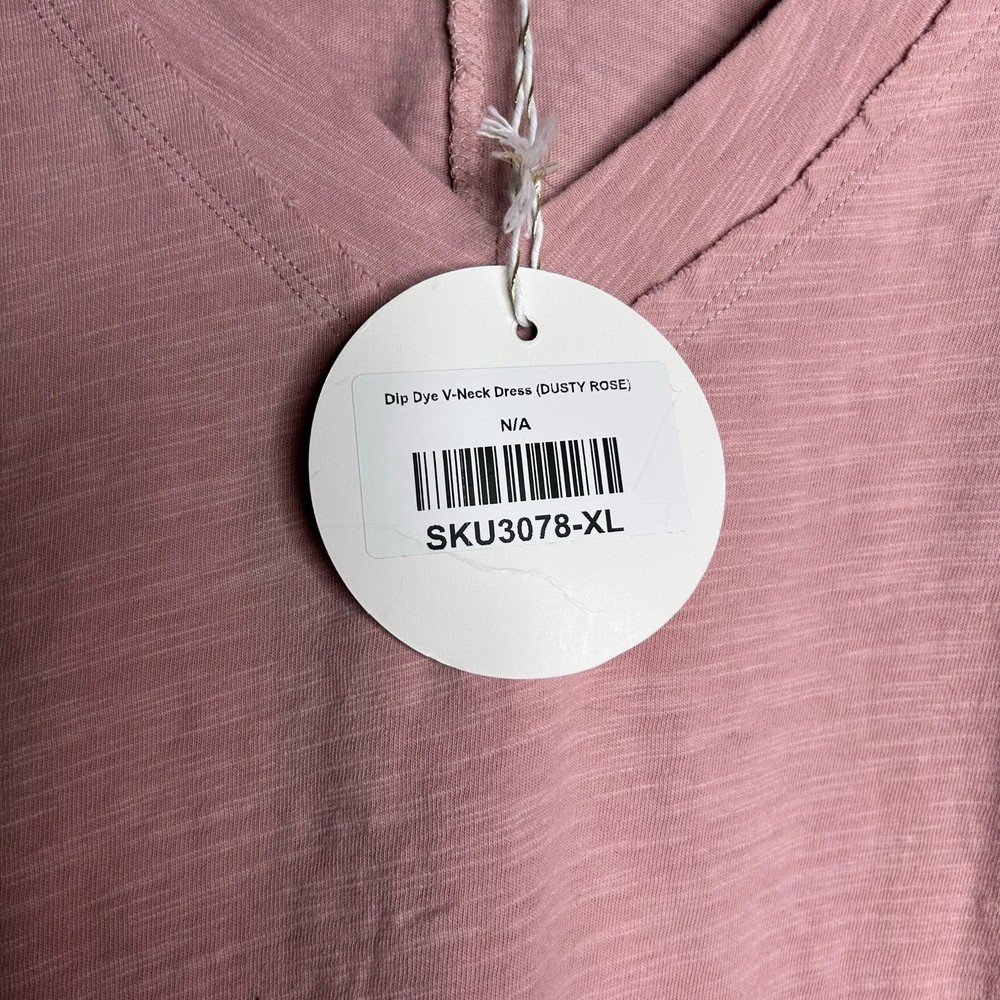 Dip Dye V-Neck Dress (DUSTY ROSE)
N/A
SKU3078-XL